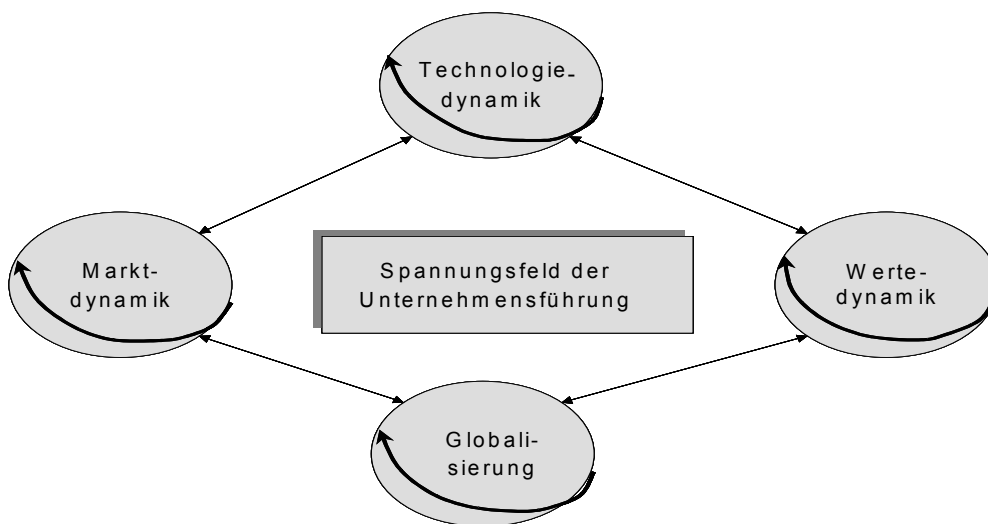 Technologie-
dynamik
Markt-
dynamik
Spannungsfeld der
Unternehmensführung
Werte-
dynamik
Globali-
sierung